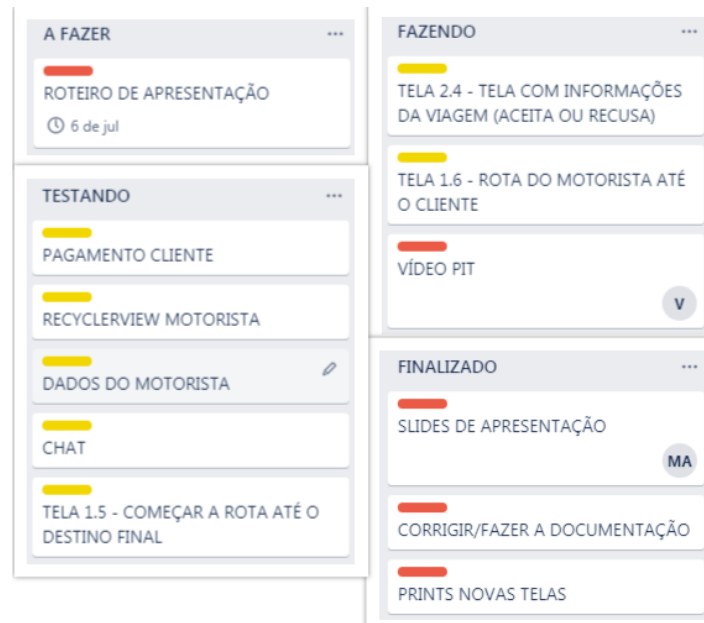 A FAZER
ROTEIRO DE APRESENTAÇÃO
6 de jul
FAZENDO
TELA 2.4 - TELA COM INFORMAÇÕES
DA VIAGEM (ACEITA OU RECUSA)
TELA 1.6 - ROTA DO MOTORISTA ATÉ
O CLIENTE
VÍDEO PIT
V
TESTANDO
PAGAMENTO CLIENTE
RECYCLERVIEW MOTORISTA
DADOS DO MOTORISTA
CHAT
TELA 1.5 - COMEÇAR A ROTA ATÉ O
DESTINO FINAL
FINALIZADO
SLIDES DE APRESENTAÇÃO
MA
CORRIGIR/FAZER A DOCUMENTAÇÃO
PRINTS NOVAS TELAS